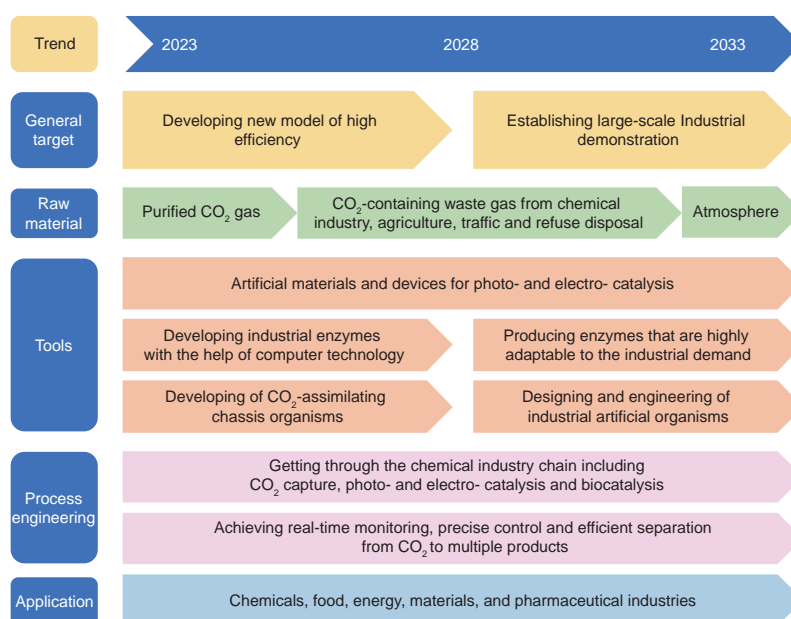 Trend
2023
2028
2033
General
target
Developing new model of high
efficiency
Establishing large-scale Industrial
demonstration
Raw
material
Purified CO₂ gas
CO₂-containing waste gas from chemical
industry, agriculture, traffic and refuse disposal
Atmosphere
Tools
Artificial materials and devices for photo- and electro- catalysis
Developing industrial enzymes
with the help of computer technology
Producing enzymes that are highly
adaptable to the industrial demand
Developing of CO₂-assimilating
chassis organisms
Designing and engineering of
industrial artificial organisms
Process
engineering
Getting through the chemical industry chain including
CO₂ capture, photo- and electro- catalysis and biocatalysis
Achieving real-time monitoring, precise control and efficient separation
from CO₂ to multiple products
Application
Chemicals, food, energy, materials, and pharmaceutical industries